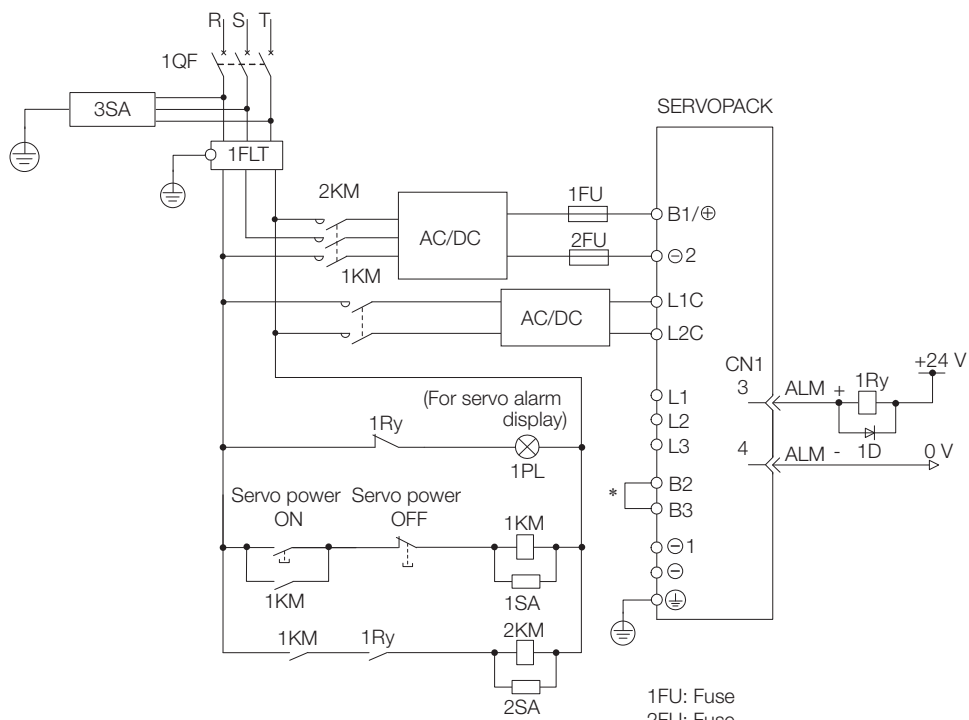 R S T
1QF
3SA
1FLT
SERVOPACK
2KM
1FU
B1/⊕
AC/DC
2FU
⊖2
1KM
L1C
AC/DC
L2C
CN1
+24 V
3
ALM +
1Ry
(For servo alarm
display)
L1
1Ry
L2
1D
1PL
L3
4
ALM -
0 V
B2
*
B3
Servo power
ON
Servo power
OFF
1KM
⊖1
1KM
1SA
⊖
1KM
1Ry
2KM
2SA
1FU: Fuse
2FU: Fuse